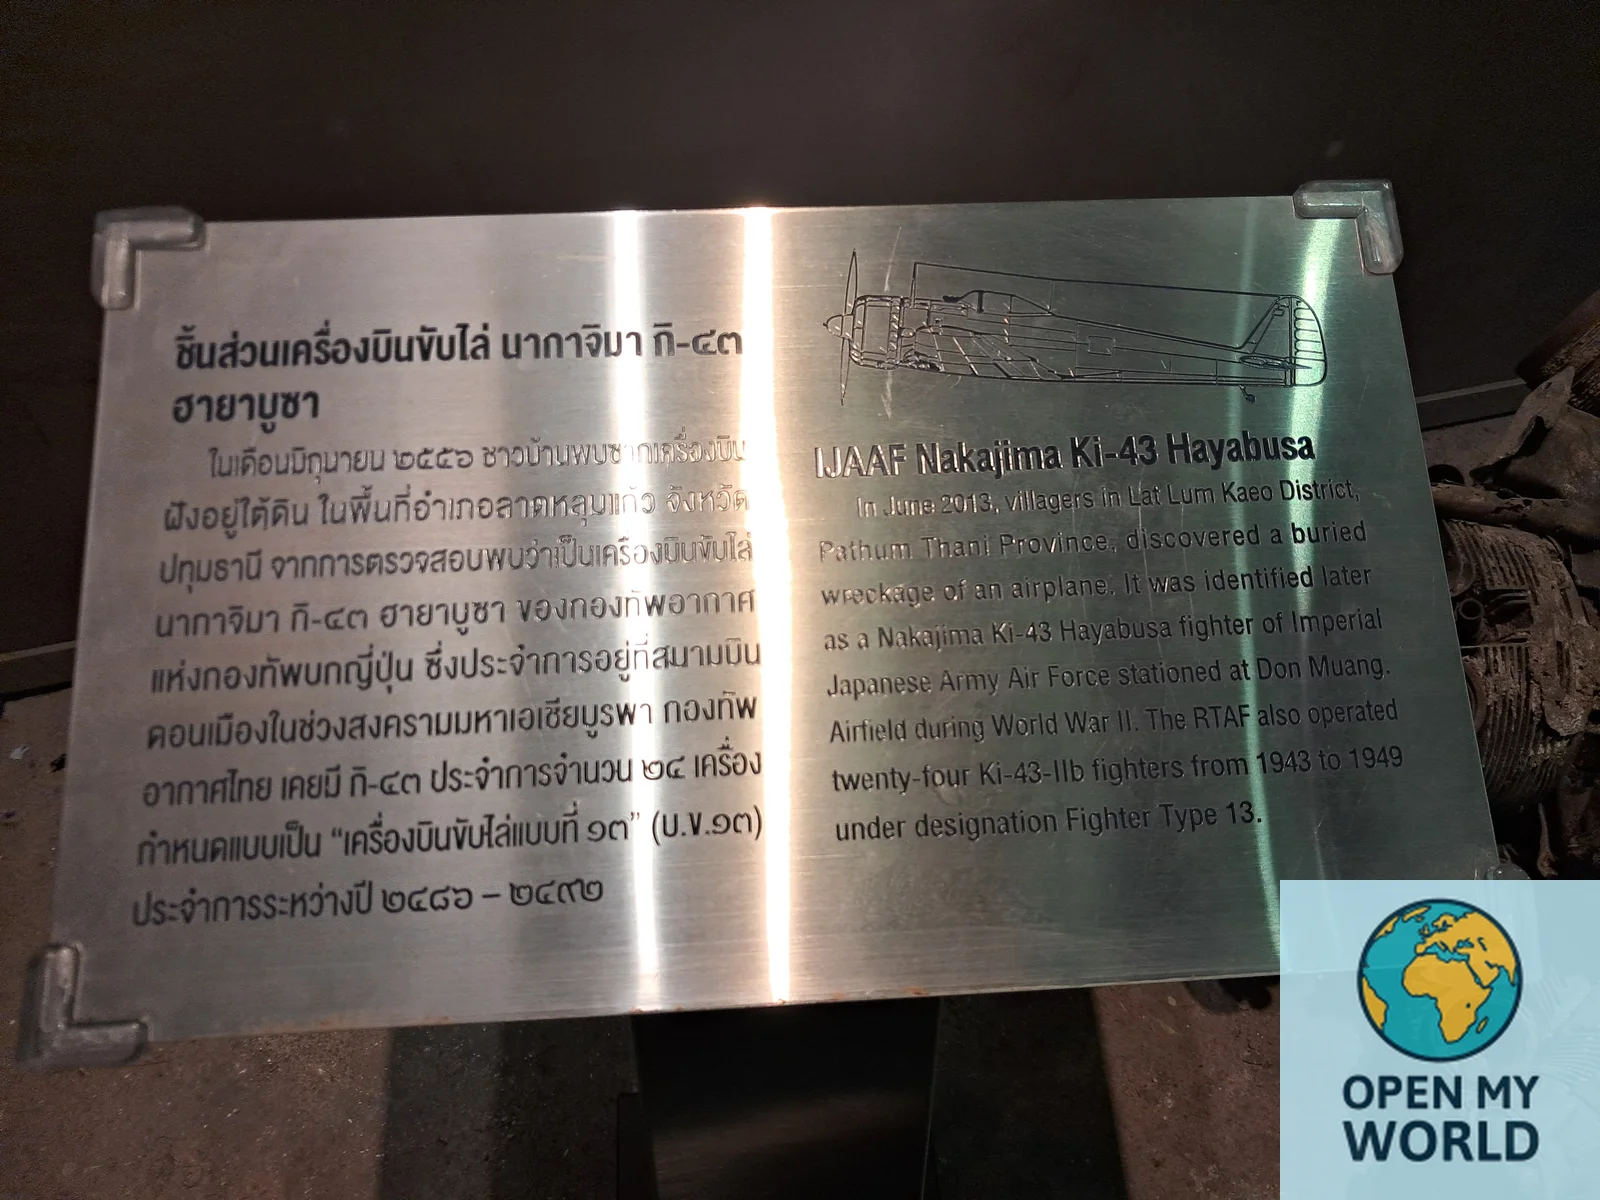 ชิ้นส่วนเครื่องบินขับไล่ นากาจิมา กิ-๔๓
ฮายาบูซา
ในเดือนมิถุนายน ๒๕๕๖ ชาวบ้านพบซากเครื่องบิน
ฝังอยู่ใต้ดิน ในพื้นที่อำเภอลาดหลุมแก้ว จังหวัด
ปทุมธานี จากการตรวจสอบพบว่าเป็นเครื่องบินขับไล่
นากาจิมา กิ-๔๓ ฮายาบูซา ของกองทัพอากาศ
แห่งกองทัพบกญี่ปุ่น ซึ่งประจำการอยู่ที่สนามบิน
ดอนเมืองในช่วงสงครามมหาเอเชียบูรพา กองทัพ
อากาศไทย เคยมี กิ-๔๓ ประจำการจำนวน ๒๔ เครื่อง
กำหนดแบบเป็น “เครื่องบินขับไล่แบบที่ ๑๓” (บ.ข.๑๓)
ประจำการระหว่างปี ๒๔๘๖ – ๒๔๙๒
IJAAF Nakajima Ki-43 Hayabusa
In June 2013, villagers in Lat Lum Kaeo District,
Pathum Thani Province, discovered a buried
wreckage of an airplane. It was identified later
as a Nakajima Ki-43 Hayabusa fighter of Imperial
Japanese Army Air Force stationed at Don Muang.
Airfield during World War II. The RTAF also operated
twenty-four Ki-43-IIb fighters from 1943 to 1949
under designation Fighter Type 13.
OPEN MY
WORLD